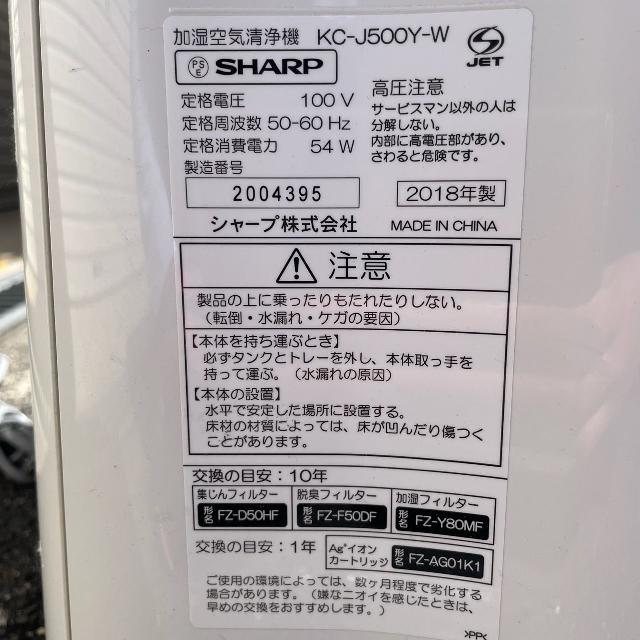 加湿空気清浄機 KC-J500Y-W
PS E SHARP
JET
定格電圧 100 V
定格周波数 50-60 Hz
定格消費電力 54 W
製造番号
2004395
シャープ株式会社
高圧注意
サービスマン以外の人は
分解しない。
内部に高電圧部があり、
さわると危険です。
2018年製
MADE IN CHINA
注意
製品の上に乗ったりもたれたりしない。
（転倒・水漏れ・ケガの要因）
【本体を持ち運ぶとき】
必ずタンクとトレーを外し、本体取っ手を
持って運ぶ。（水漏れの原因）
【本体の設置】
水平で安定した場所に設置する。
床材の材質によっては、床が凹んだり傷つく
ことがあります。
交換の目安：10年
集じんフィルター
形名 FZ-D50HF
脱臭フィルター
形名 FZ-F50DF
加湿フィルター
形名 FZ-Y80MF
交換の目安：1年
Ag⁺イオン
カートリッジ
形名 FZ-AG01K1
ご使用の環境によっては、数ヶ月程度で劣化する
場合があります。（嫌なニオイを感じたときは、
早めの交換をおすすめします。）
>PP<